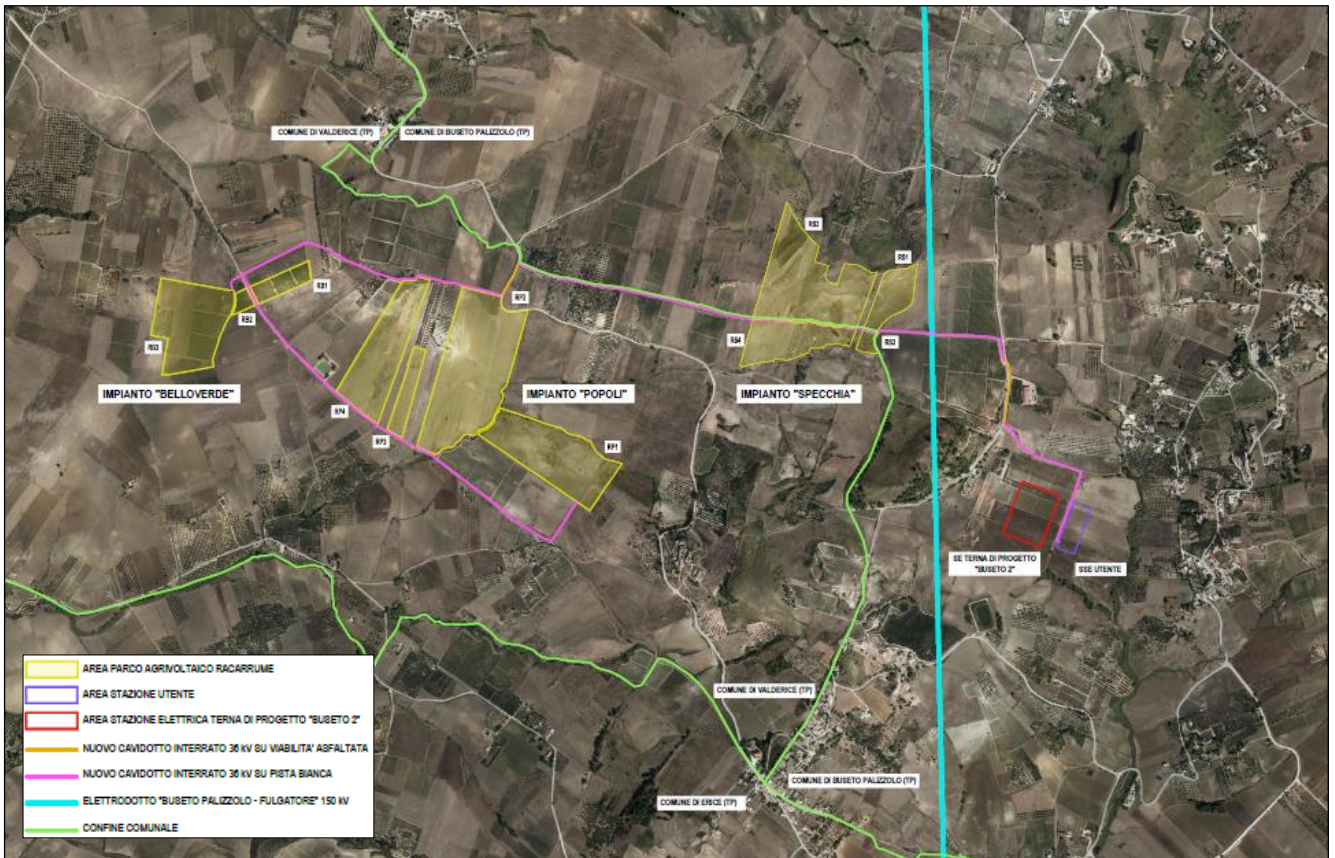 COMUNE DI VALDERICE (TP)
COMUNE DI BUSETO PALIZZOLO (TP)
RS2
RS1
RS1
RP2
RS2
RS3
RS4
RS3
IMPIANTO "BELLOVERDE"
IMPIANTO "POPOLI"
IMPIANTO "SPECCHIA"
RP4
RP3
RP1
SE TERNA DI PROGETTO
"BUSETO 2"
SSE UTENTE
AREA PARCO AGRIVOLTAICO RACARRUME
AREA STAZIONE UTENTE
AREA STAZIONE ELETTRICA TERNA DI PROGETTO "BUSETO 2"
NUOVO CAVIDOTTO INTERRATO 36 kV SU VIABILITA' ASFALTATA
NUOVO CAVIDOTTO INTERRATO 36 kV SU PISTA BIANCA
ELETTRODOTTO "BUSETO PALIZZOLO - FULGATORE" 150 kV
CONFINE COMUNALE
COMUNE DI VALDERICE (TP)
COMUNE DI BUSETO PALIZZOLO (TP)
COMUNE DI ERICE (TP)